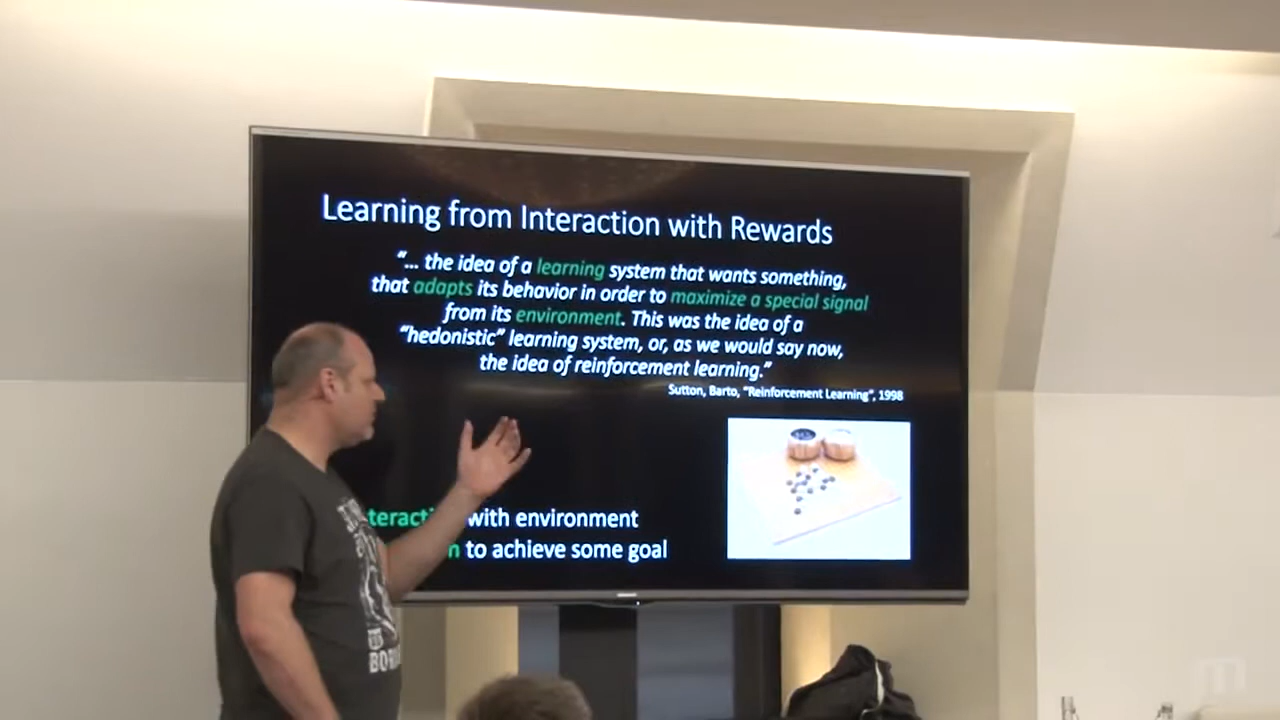 Learning from Interaction with Rewards
“... the idea of a learning system that wants something,
that adapts its behavior in order to maximize a special signal
from its environment. This was the idea of a
“hedonistic” learning system, or, as we would say now,
the idea of reinforcement learning.”
Sutton, Barto, “Reinforcement Learning”, 1998
with environment
to achieve some goal